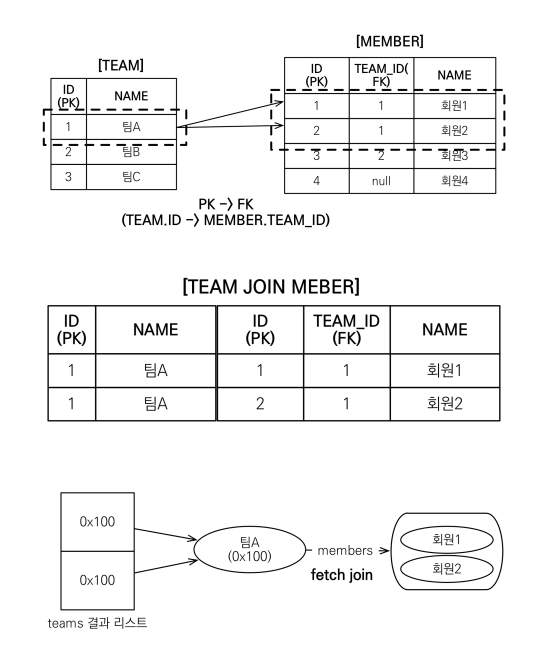 [TEAM]
ID
(PK)
NAME
1
팀A
2
팀B
3
팀C
[MEMBER]
ID
(PK)
TEAM_ID(
FK)
NAME
1
1
회원1
2
1
회원2
3
2
회원3
4
null
회원4
PK -> FK
(TEAM.ID -> MEMBER.TEAM_ID)
[TEAM JOIN MEBER]
ID
(PK)
NAME
ID
(PK)
TEAM_ID
(FK)
NAME
1
팀A
1
1
회원1
1
팀A
2
1
회원2
0x100
0x100
teams 결과 리스트
팀A
(0x100)
members
fetch join
회원1
회원2